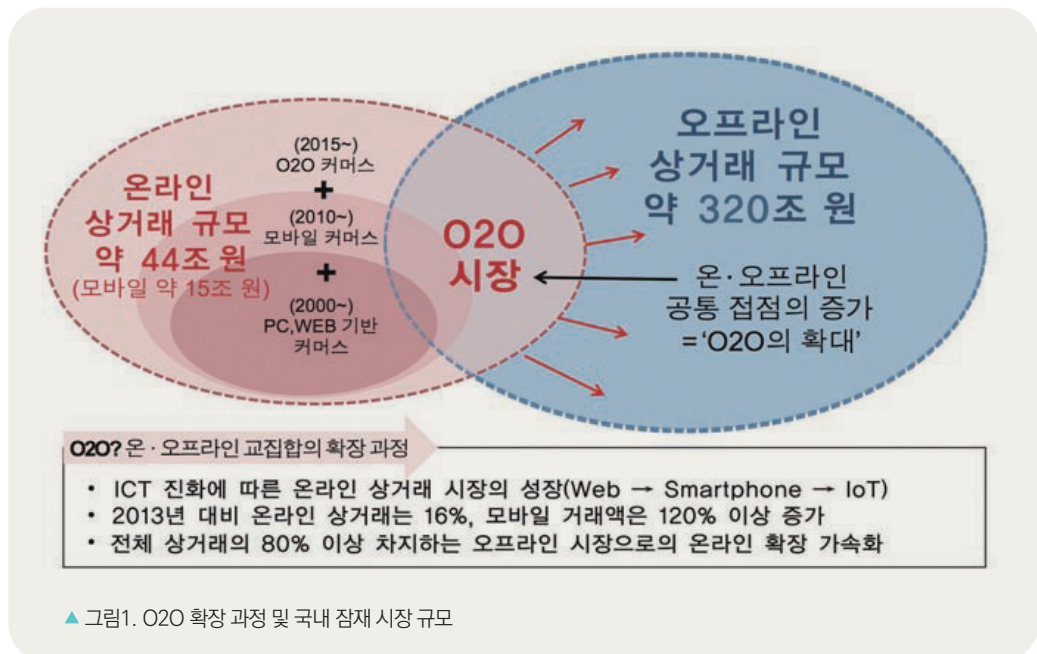 (2015~)
O2O 커머스
+
(2010~)
모바일 커머스
+
(2000~)
PC,WEB 기반
커머스
온라인
상거래 규모
약 44조 원
(모바일 약 15조 원)
O2O
시장
오프라인
상거래 규모
약 320조 원
온·오프라인
공통 접점의 증가
='O2O의 확대'
O2O? 온·오프라인 교집합의 확장 과정
• ICT 진화에 따른 온라인 상거래 시장의 성장(Web → Smartphone → IoT)
• 2013년 대비 온라인 상거래는 16%, 모바일 거래액은 120% 이상 증가
• 전체 상거래의 80% 이상 차지하는 오프라인 시장으로의 온라인 확장 가속화
▲ 그림1. O2O 확장 과정 및 국내 잠재 시장 규모